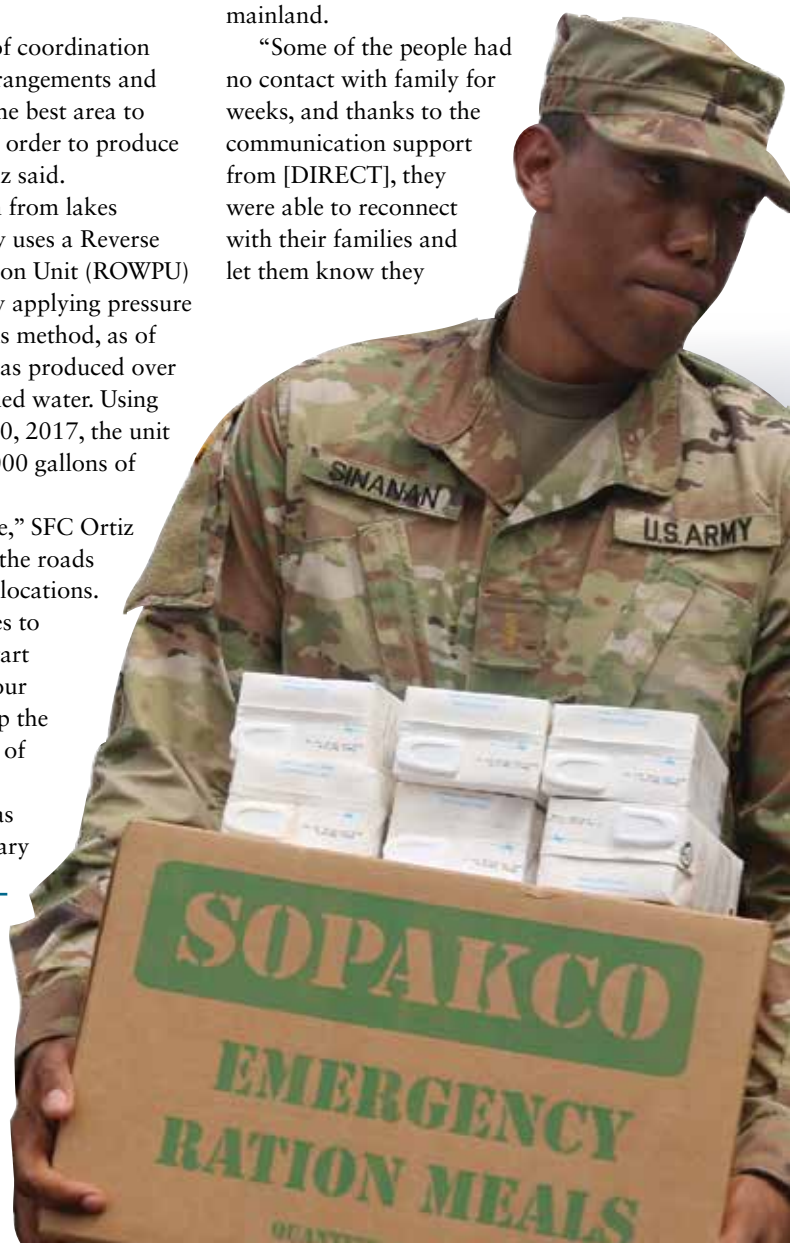 of coordination
rrangements and
he best area to
order to produce
z said.
from lakes
y uses a Reverse
on Unit (ROWPU)
y applying pressure
s method, as of
as produced over
ed water. Using
0, 2017, the unit
000 gallons of
e,” SFC Ortiz
the roads
locations.
es to
art
our
p the
of
as
ary
mainland.
“Some of the people had
no contact with family for
weeks, and thanks to the
communication support
from [DIRECT], they
were able to reconnect
with their families and
let them know they
SINANAN
U.S. ARMY
SOPAKCO
EMERGENCY
RATION MEALS